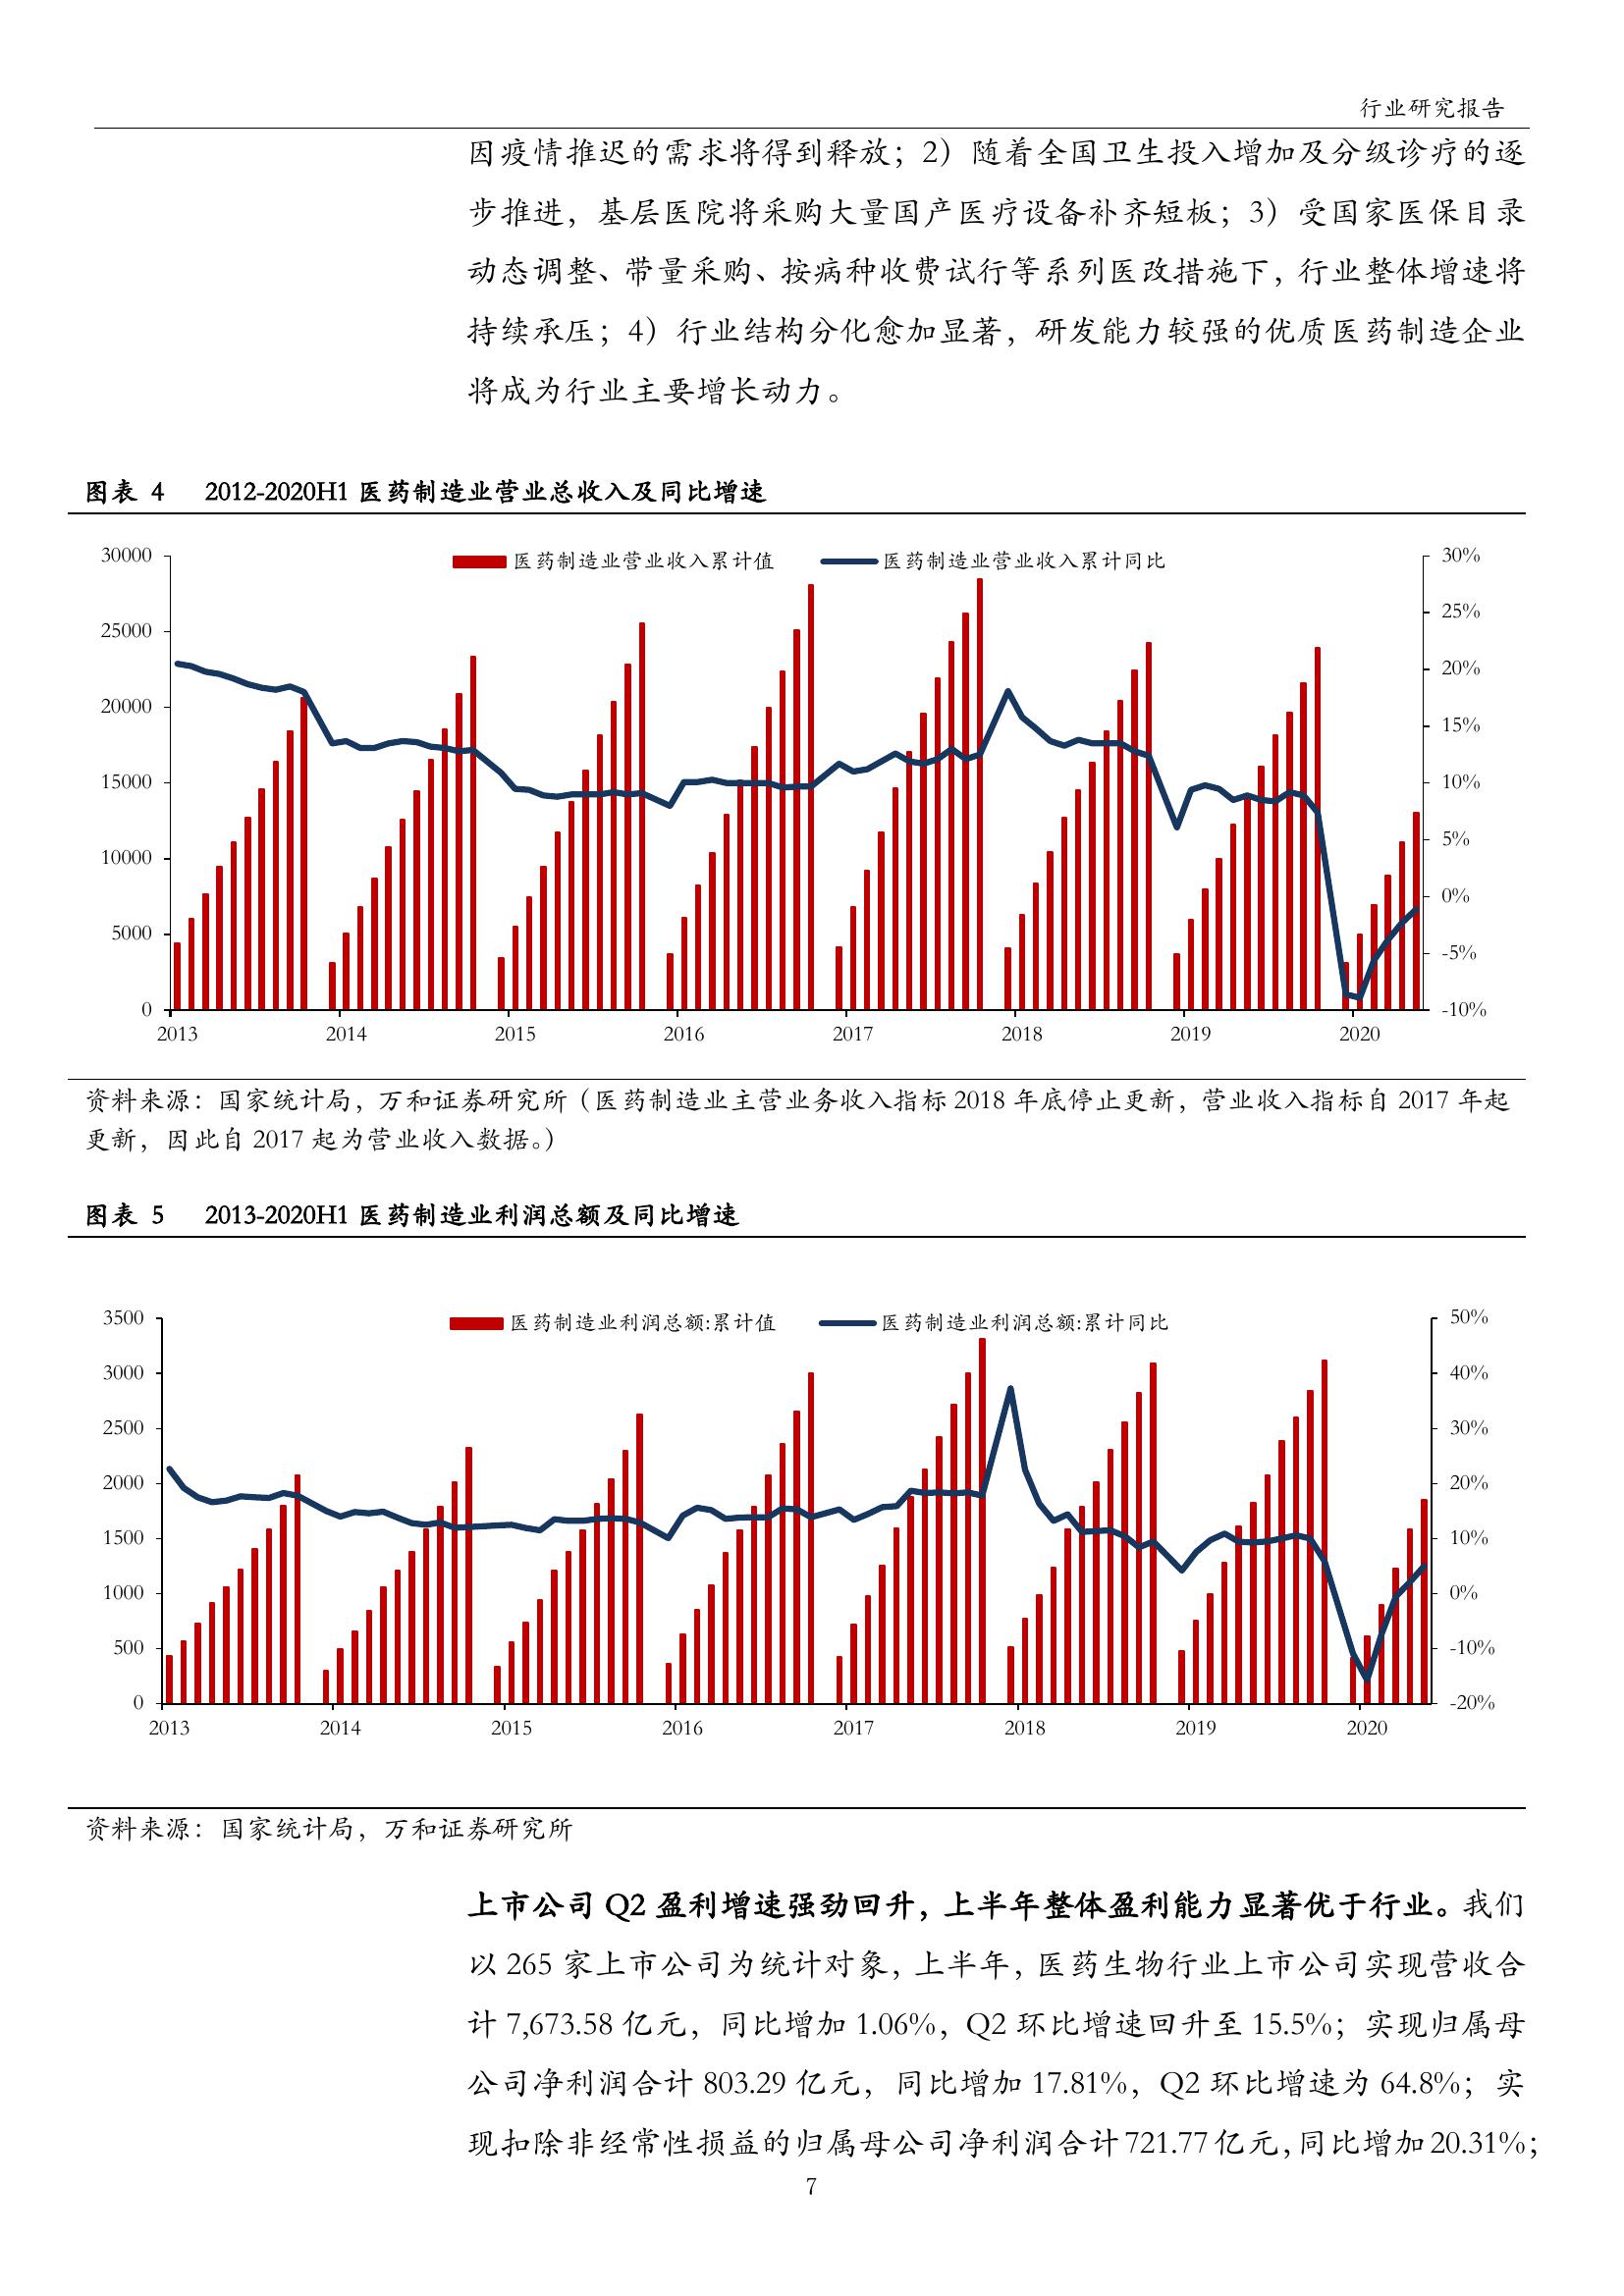 行业研究报告
因疫情推迟的需求将得到释放；2）随着全国卫生投入增加及分级诊疗的逐
步推进，基层医院将采购大量国产医疗设备补齐短板；3）受国家医保目录
动态调整、带量采购、按病种收费试行等系列医改措施下，行业整体增速将
持续承压；4）行业结构分化愈加显著，研发能力较强的优质医药制造企业
将成为行业主要增长动力。
图表 4 2012-2020H1 医药制造业营业总收入及同比增速
医药制造业营业收入累计值 医药制造业营业收入累计同比
30000
25000
20000
15000
10000
5000
0
30%
25%
20%
15%
10%
5%
0%
-5%
-10%
2013 2014 2015 2016 2017 2018 2019 2020
资料来源：国家统计局，万和证券研究所（医药制造业主营业务收入指标 2018 年底停止更新，营业收入指标自 2017 年起
更新，因此自 2017 起为营业收入数据。）
图表 5 2013-2020H1 医药制造业利润总额及同比增速
医药制造业利润总额:累计值 医药制造业利润总额:累计同比
3500
3000
2500
2000
1500
1000
500
0
50%
40%
30%
20%
10%
0%
-10%
-20%
2013 2014 2015 2016 2017 2018 2019 2020
资料来源：国家统计局，万和证券研究所
上市公司 Q2 盈利增速强劲回升，上半年整体盈利能力显著优于行业。我们
以 265 家上市公司为统计对象，上半年，医药生物行业上市公司实现营收合
计 7,673.58 亿元，同比增加 1.06%，Q2 环比增速回升至 15.5%；实现归属母
公司净利润合计 803.29 亿元，同比增加 17.81%，Q2 环比增速为 64.8%；实
现扣除非经常性损益的归属母公司净利润合计 721.77 亿元，同比增加 20.31%；
7